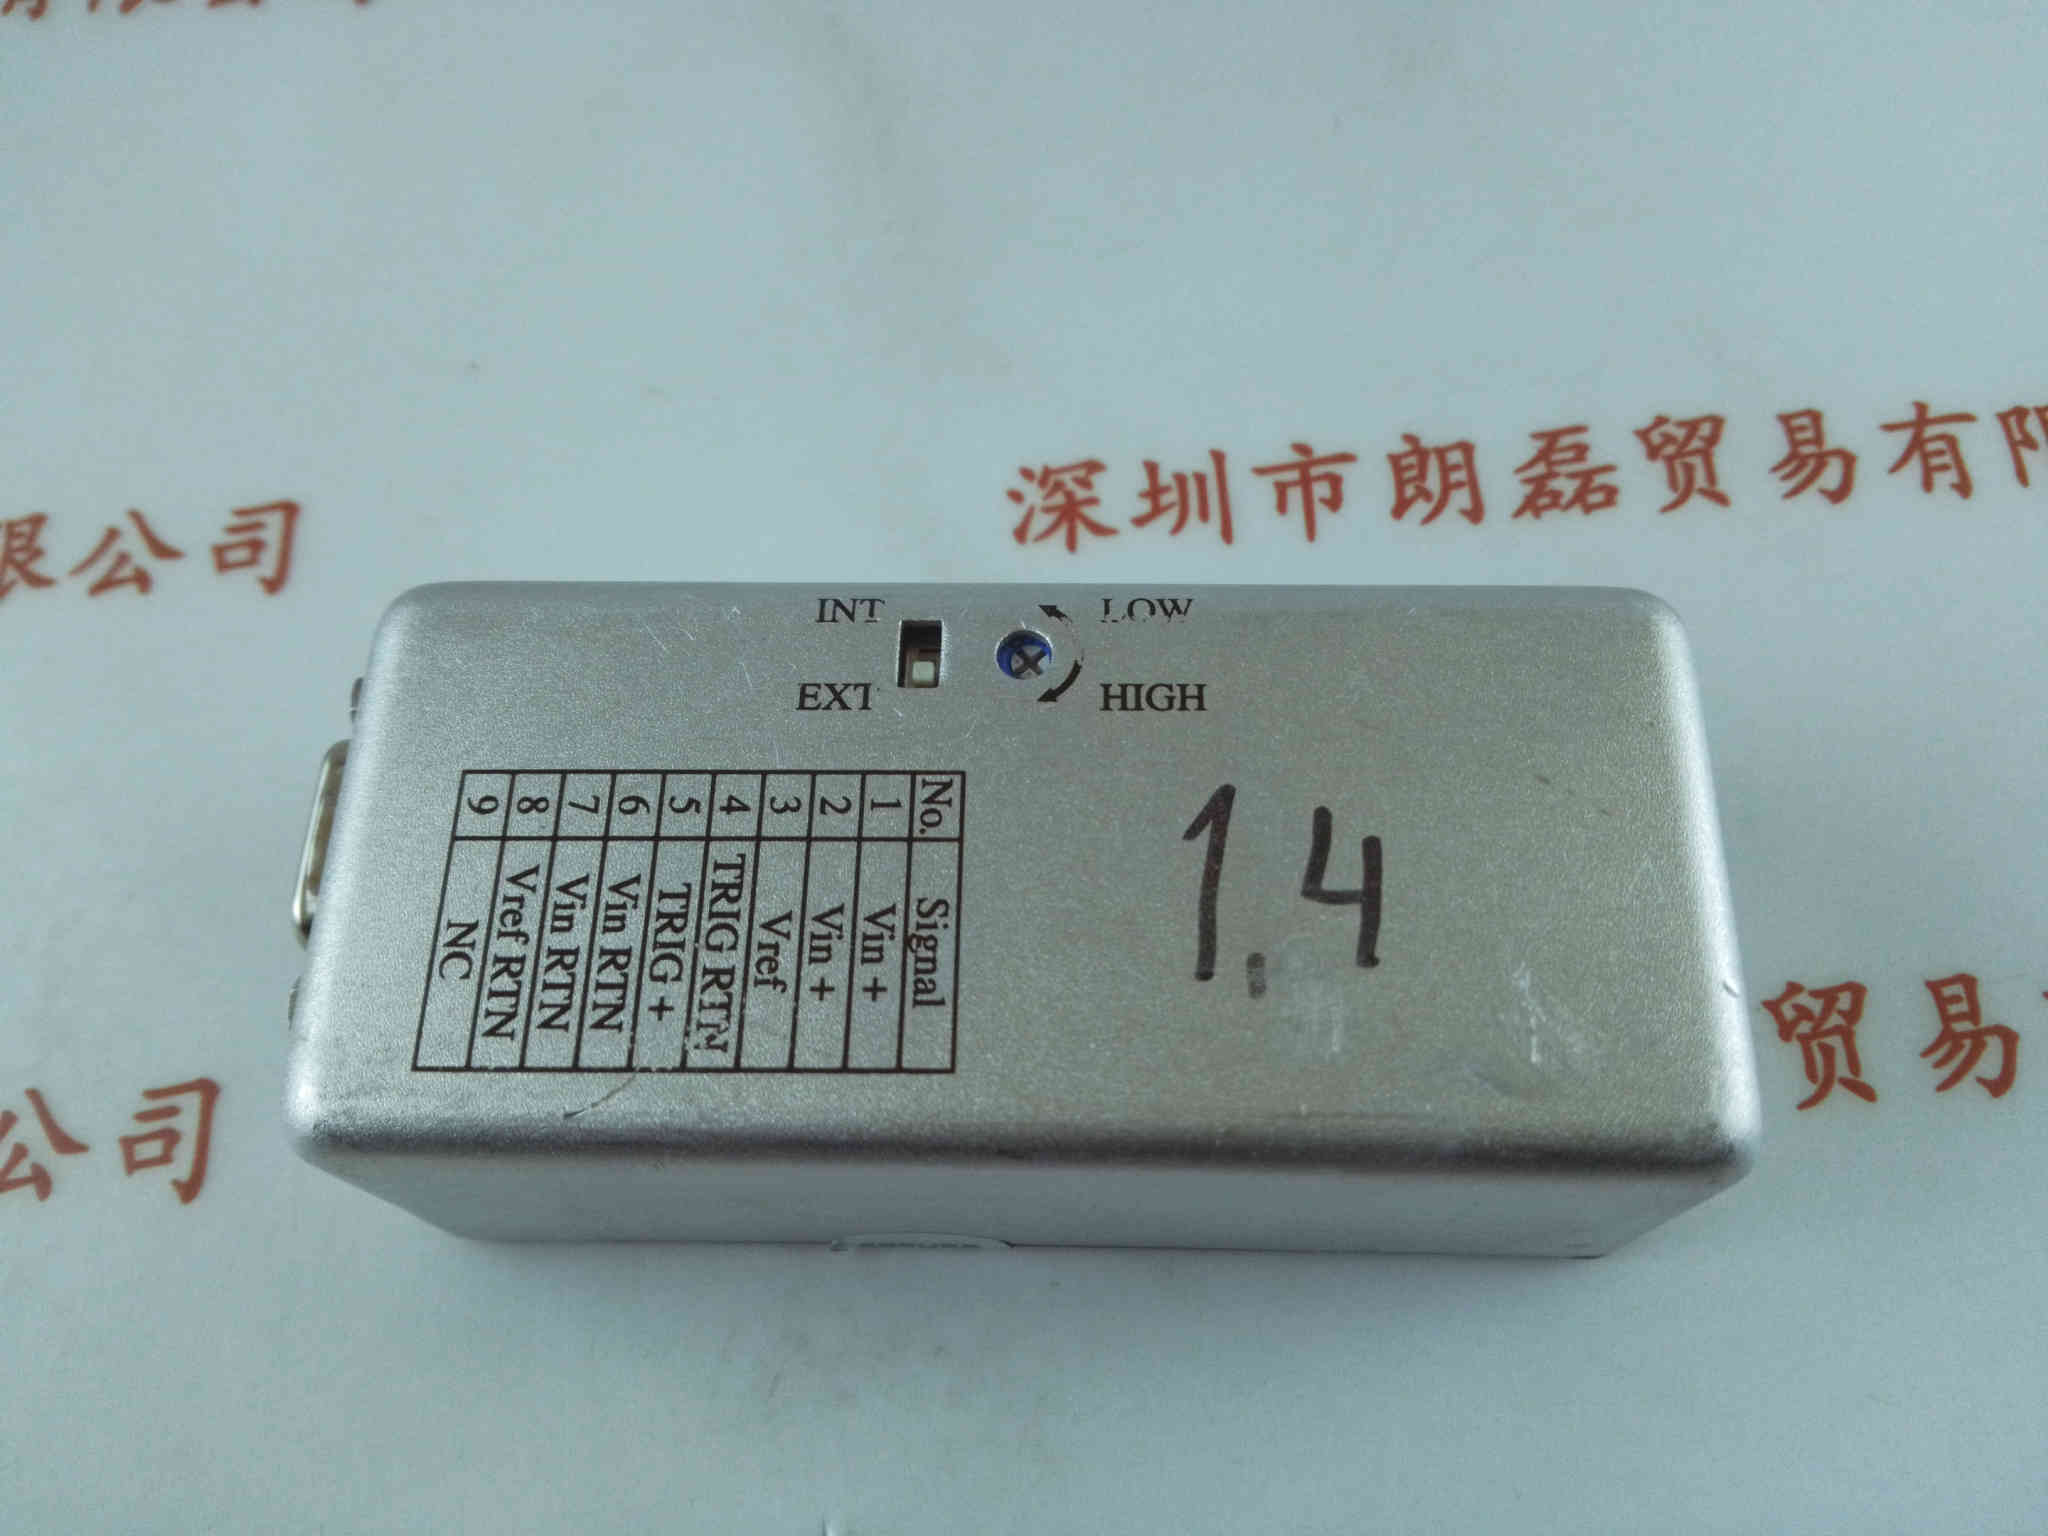 深圳市朗磊贸易有限
限公司
INT
EXT
LOW
HIGH
No. Signal
1 Vin +
2 Vin +
3 Vref
4 TRIG RTN
5 TRIG +
6 Vin RTN
7 Vin RTN
8 Vref RTN
9 NC
1.4
贸易
公司